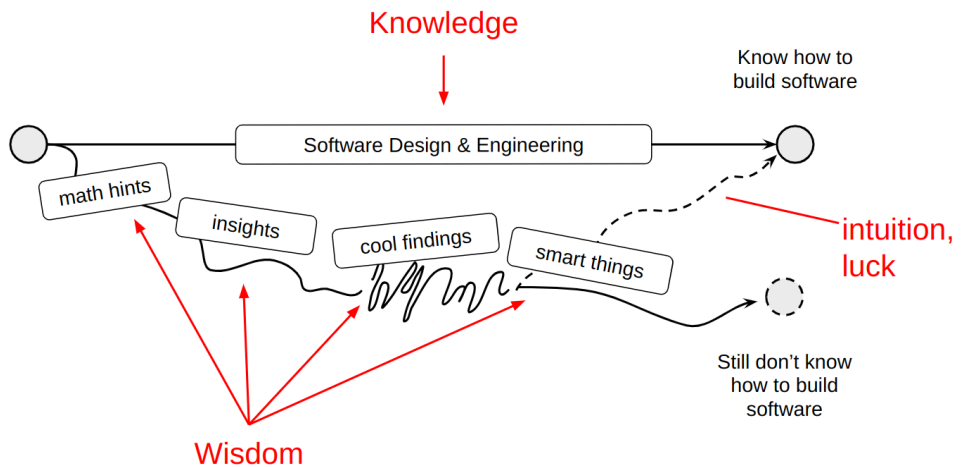 Knowledge
Know how to
build software
Software Design & Engineering
math hints
insights
cool findings
smart things
intuition,
luck
Still don’t know
how to build
software
Wisdom